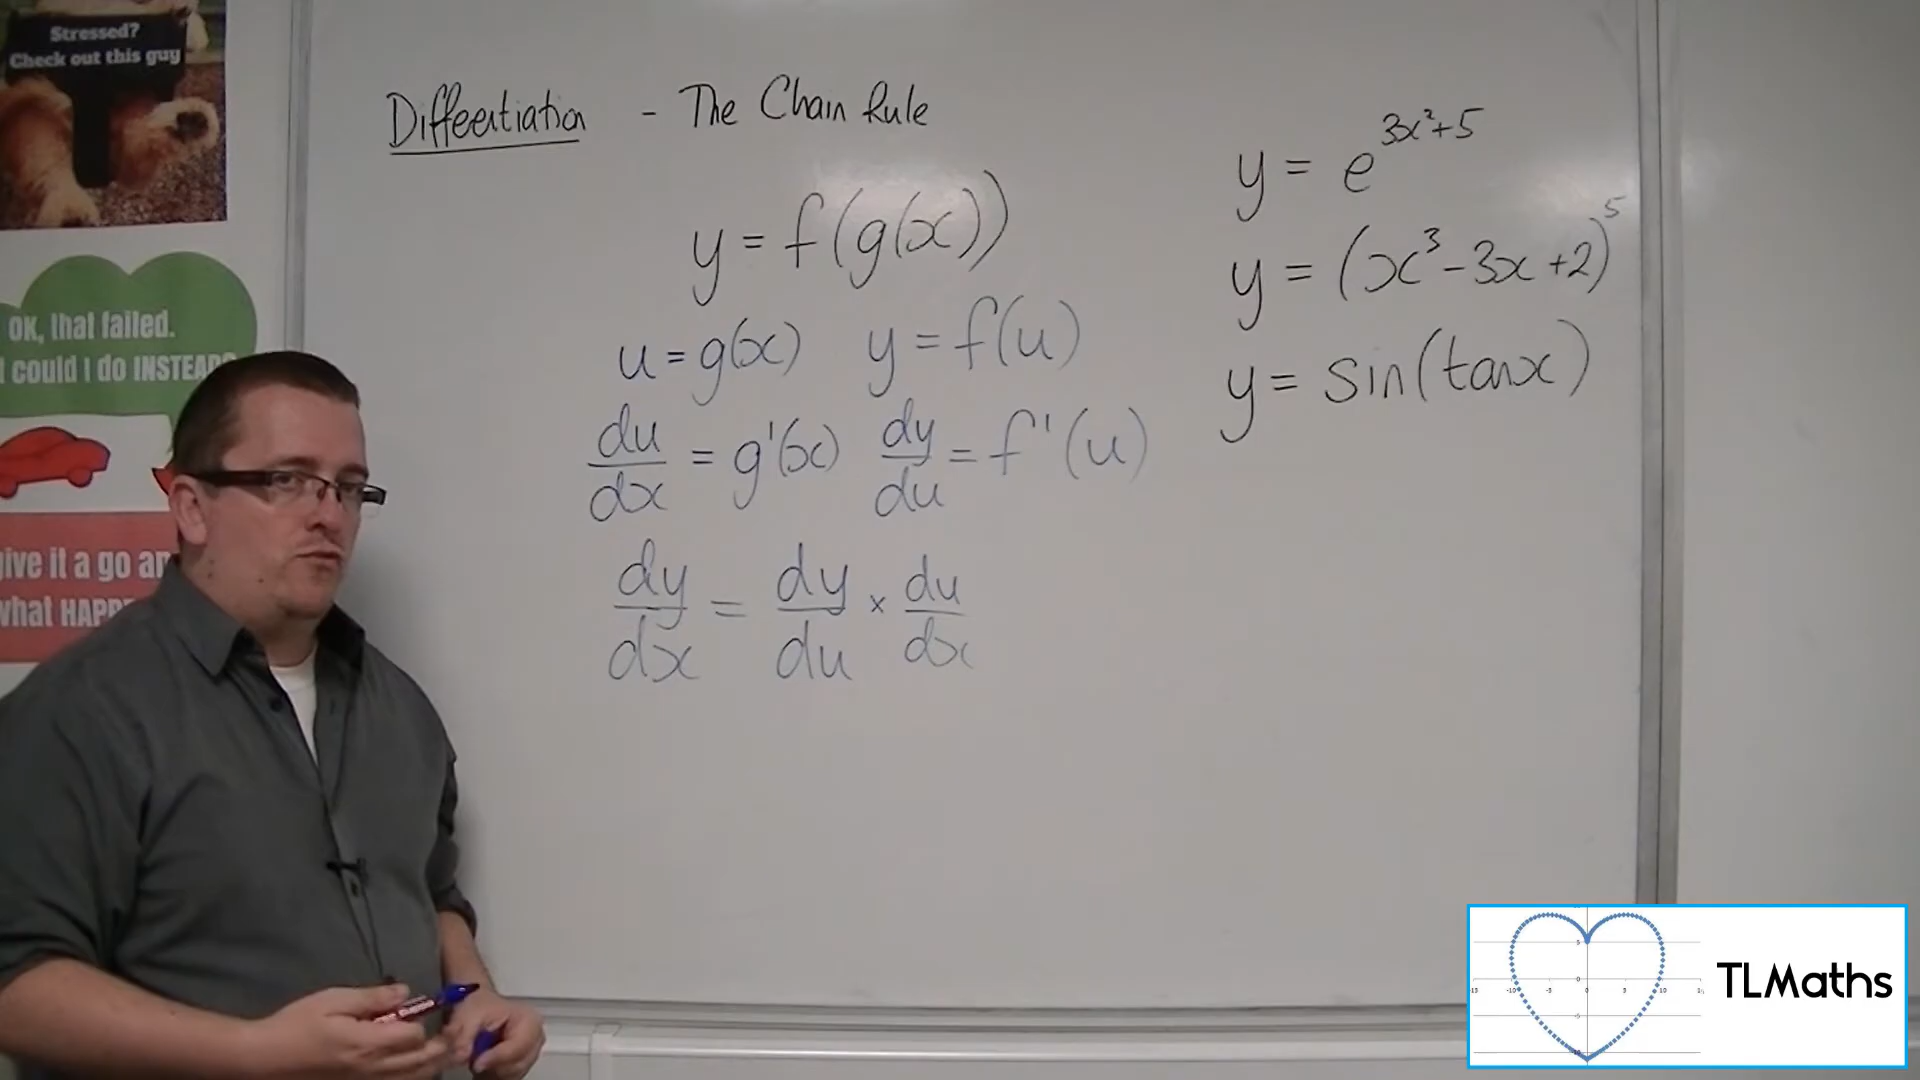 Stressed?
Check out this guy
OK, that failed.
t could I do INSTEAD?
give it a go an
what HAPP
Differentiation - The Chain Rule
y = f(g(x))
u = g(x) y = f(u)
du/dx = g'(x) dy/du = f'(u)
dy/dx = dy/du × du/dx
y = e^{3x²+5}
y = (x³-3x+2)⁵
y = sin(tanx)
TLMaths